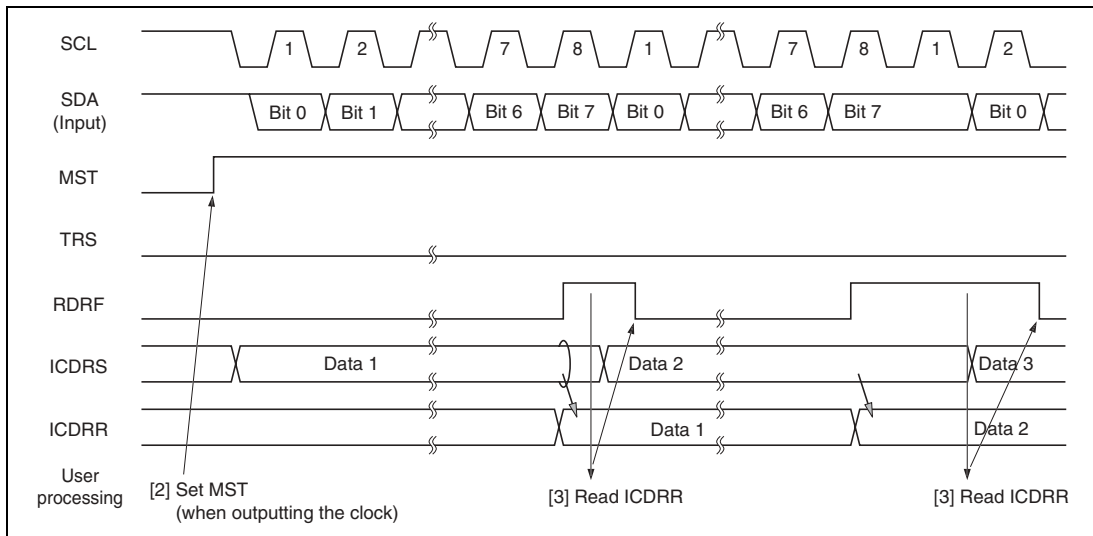 SCL
1 2 7 8 1 7 8 1 2
SDA
(Input)
Bit 0 Bit 1 Bit 6 Bit 7 Bit 0 Bit 6 Bit 7 Bit 0
MST
TRS
RDRF
ICDRS
Data 1 Data 2 Data 3
ICDRR
Data 1 Data 2
User
processing
[2] Set MST
(when outputting the clock)
[3] Read ICDRR
[3] Read ICDRR